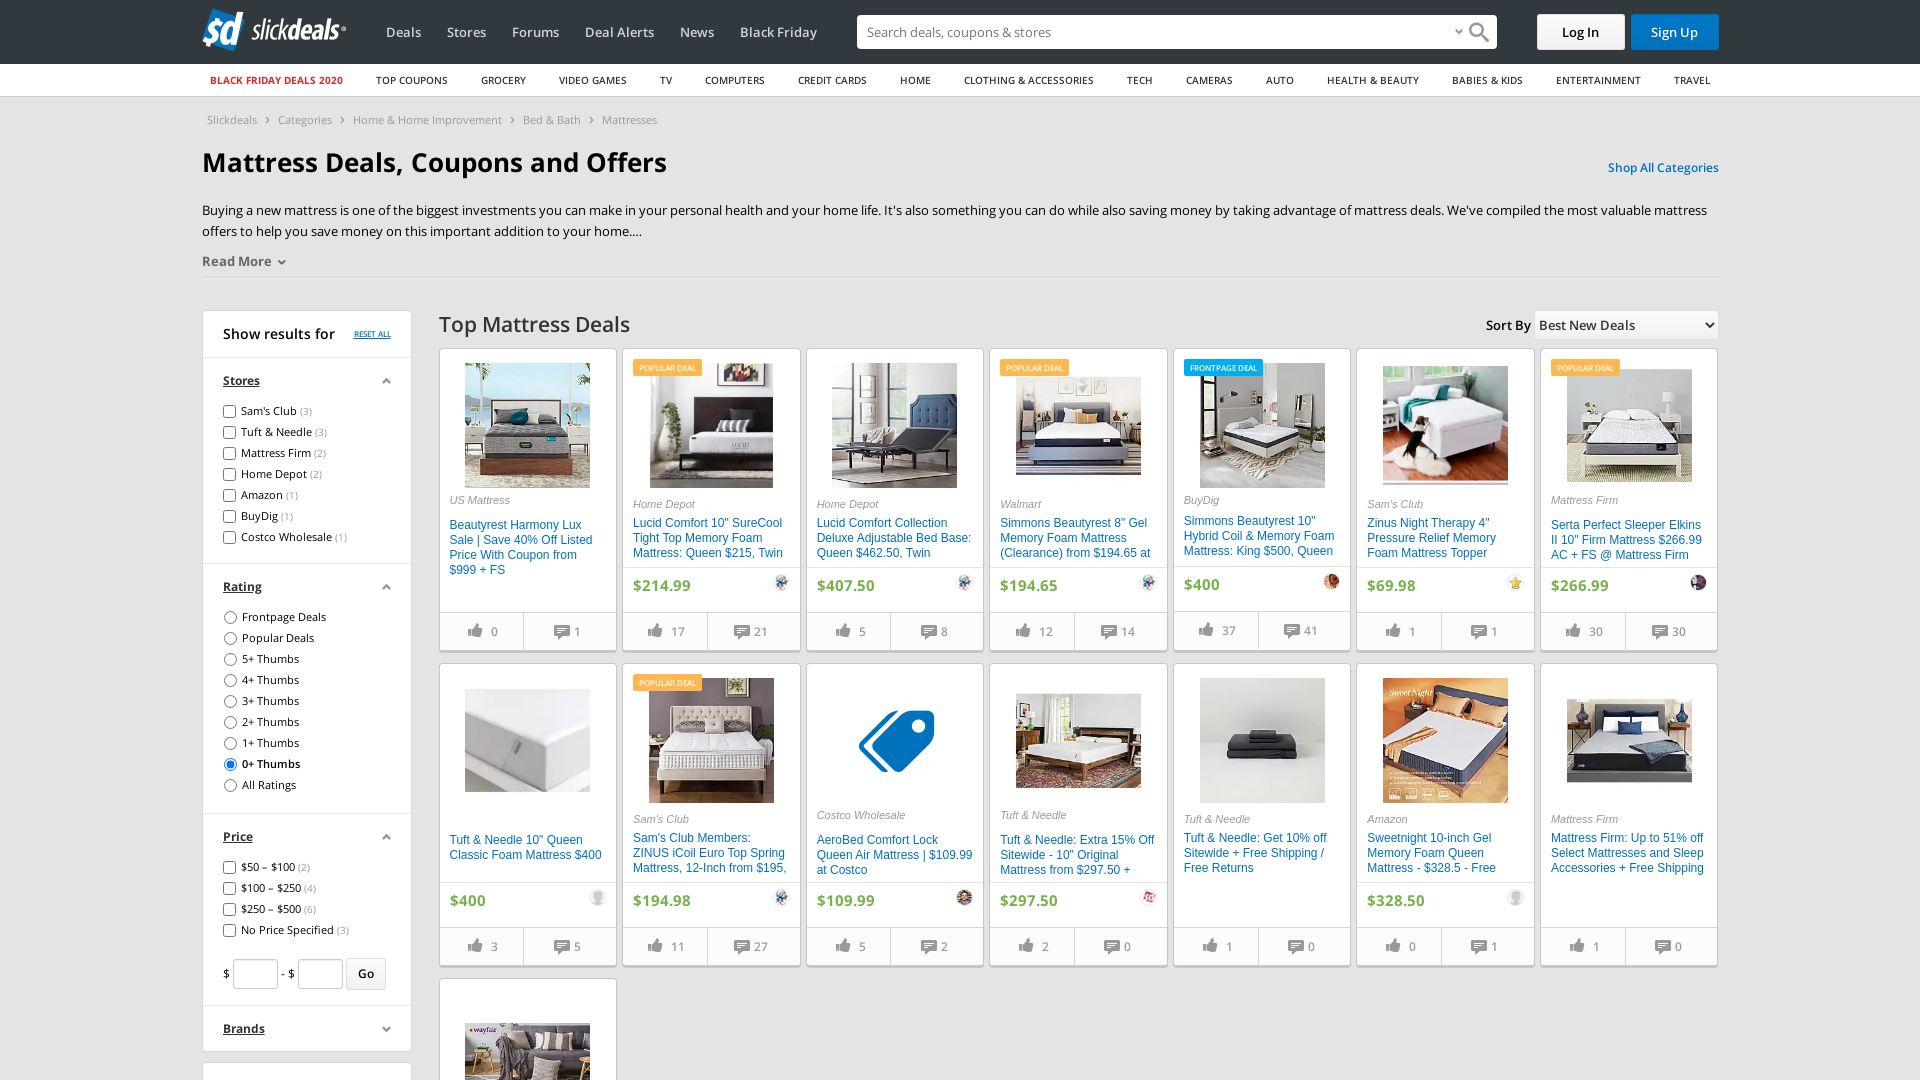 slickdeals
Deals
Stores
Forums
Deal Alerts
News
Black Friday
Search deals, coupons & search
Log In
Sign Up
BLACK FRIDAY DEALS 2020
TOP COUPONS
GROCERY
VIDEO GAMES
TV
COMPUTERS
CREDIT CARDS
HOME
CLOTHING & ACCESSORIES
TECH
CAMERAS
AUTO
HEALTH & BEAUTY
BABIES & KIDS
ENTERTAINMENT
TRAVEL
Slickdeals > Categories > Home & Home Improvement > Bed & Bath > Mattresses
Mattress Deals, Coupons and Offers
Shop All Categories
Buying a new mattress is one of the biggest investments you can make in your personal health and your home life. It's also something you can do while also saving money by taking advantage of mattress deals. We've compiled the most valuable mattress
offers to help you save money on this important addition to your home....
Read More
Show results for
RESET ALL
Stores
Sam's Club (3)
Tuft & Needle (3)
Mattress Firm (2)
Home Depot (2)
Amazon (1)
BuyDig (1)
Costco Wholesale (1)
Rating
Frontpage Deals
Popular Deals
5+ Thumbs
4+ Thumbs
3+ Thumbs
2+ Thumbs
1+ Thumbs
0+ Thumbs
All Ratings
Price
$50 – $100 (2)
$100 – $250 (4)
$250 – $500 (6)
No Price Specified (3)
$ - $ Go
Brands
Top Mattress Deals
Sort By
Best New Deals
US Mattress
Beautyrest Harmony Lux
Sale | Save 40% Off Listed
Price With Coupon from
$999 + FS
0
1
POPULAR DEAL
Home Depot
Lucid Comfort 10" SureCool
Tight Top Memory Foam
Mattress: Queen $215, Twin
$214.99
17
21
Home Depot
Lucid Comfort Collection
Deluxe Adjustable Bed Base:
Queen $462.50, Twin
$407.50
5
8
POPULAR DEAL
Walmart
Simmons Beautyrest 8" Gel
Memory Foam Mattress
(Clearance) from $194.65 at
$194.65
12
14
FRONTPAGE DEAL
BuyDig
Simmons Beautyrest 10"
Hybrid Coil & Memory Foam
Mattress: King $500, Queen
$400
37
41
Sam's Club
Zinus Night Therapy 4"
Pressure Relief Memory
Foam Mattress Topper
$69.98
1
1
POPULAR DEAL
Mattress Firm
Serta Perfect Sleeper Elkins
II 10" Firm Mattress $266.99
AC + FS @ Mattress Firm
$266.99
30
30
Tuft & Needle 10" Queen
Classic Foam Mattress $400
$400
3
5
POPULAR DEAL
Sam's Club
Sam's Club Members:
ZINUS iCoil Euro Top Spring
Mattress, 12-Inch from $195,
$194.98
11
27
Costco Wholesale
AeroBed Comfort Lock
Queen Air Mattress | $109.99
at Costco
$109.99
5
2
Tuft & Needle
Tuft & Needle: Extra 15% Off
Sitewide - 10" Original
Mattress from $297.50 +
$297.50
2
0
Tuft & Needle
Tuft & Needle: Get 10% off
Sitewide + Free Shipping /
Free Returns
1
0
Sweet Night
Amazon
Sweetnight 10-inch Gel
Memory Foam Queen
Mattress - $328.5 - Free
$328.50
0
1
Mattress Firm
Mattress Firm: Up to 51% off
Select Mattresses and Sleep
Accessories + Free Shipping
1
0
wayfair